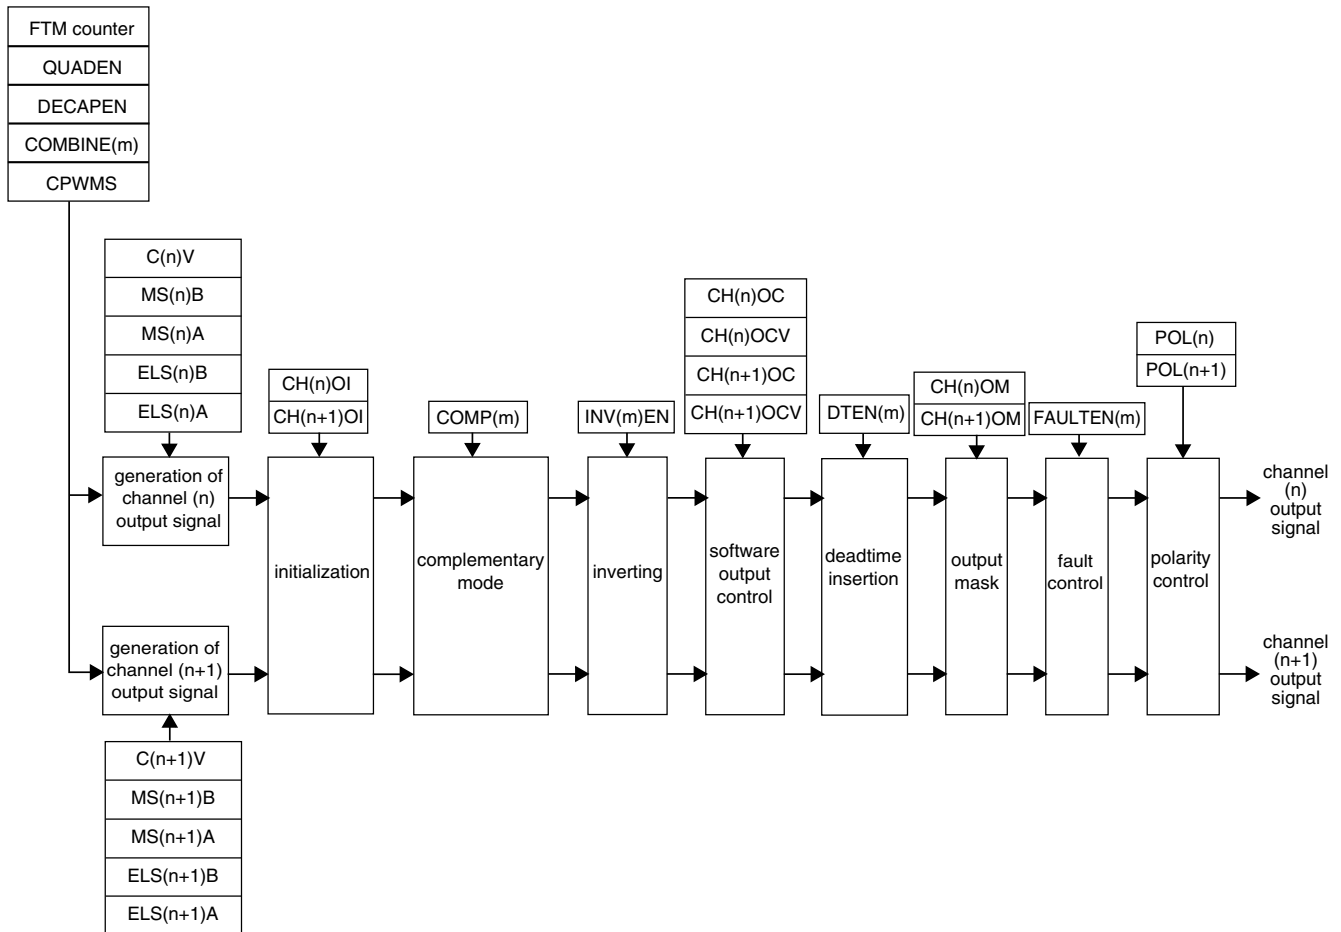 FTM counter
QUADEN
DECAPEN
COMBINE(m)
CPWMS
C(n)V
MS(n)B
MS(n)A
ELS(n)B
ELS(n)A
CH(n)OI
CH(n+1)OI
COMP(m)
INV(m)EN
CH(n)OC
CH(n)OCV
CH(n+1)OC
CH(n+1)OCV
DTEN(m)
CH(n)OM
CH(n+1)OM
FAULTEN(m)
POL(n)
POL(n+1)
generation of
channel (n)
output signal
initialization
complementary
mode
inverting
software
output
control
deadtime
insertion
output
mask
fault
control
polarity
control
channel
(n)
output
signal
generation of
channel (n+1)
output signal
channel
(n+1)
output
signal
C(n+1)V
MS(n+1)B
MS(n+1)A
ELS(n+1)B
ELS(n+1)A